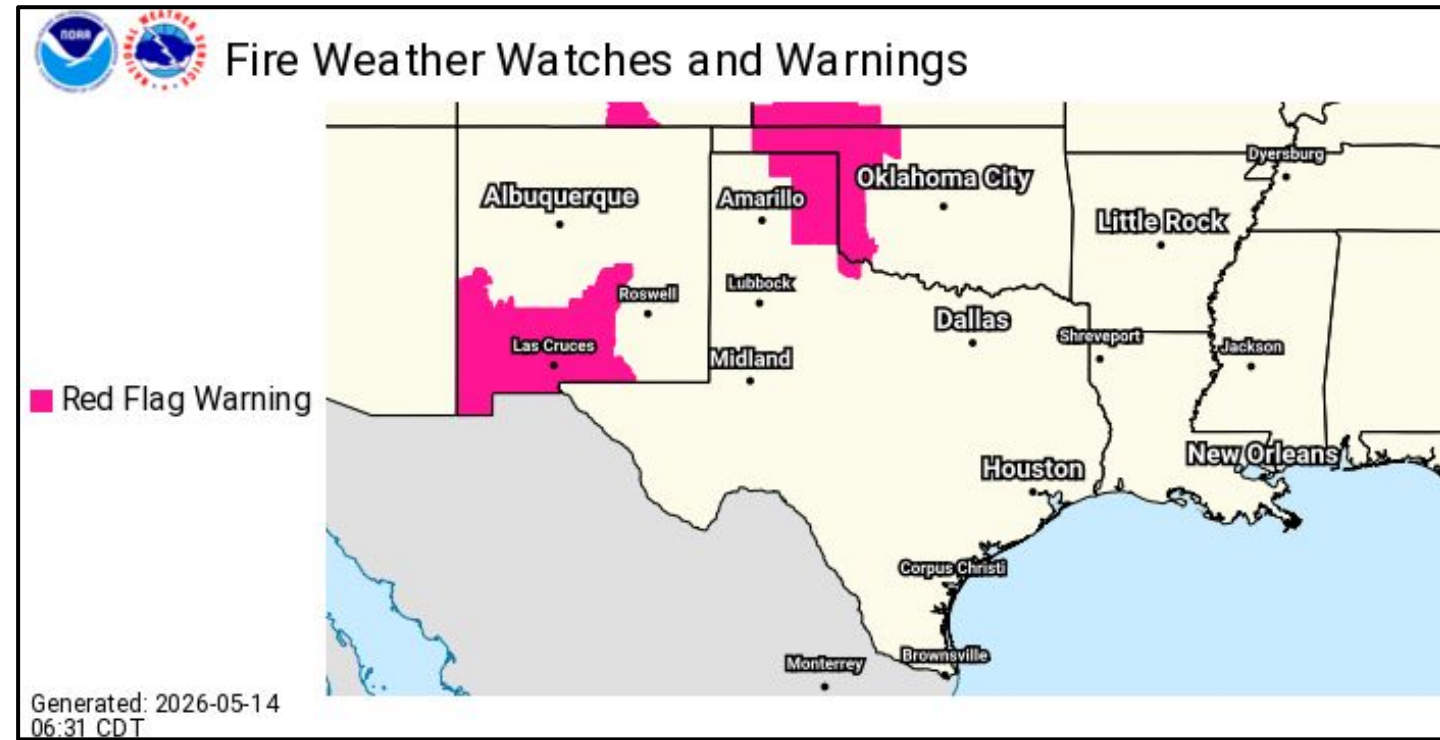 NOAA
Fire Weather Watches and Warnings
Dyersburg
Oklahoma City
Albuquerque
Amarillo
Little Rock
Lubbock
Roswell
Dallas
Shreveport
Las Cruces
Jackson
Midland
Red Flag Warning
New Orleans
Houston
Corpus Christi
Brownsville
Monterrey
Generated: 2026-05-14
06:31 CDT